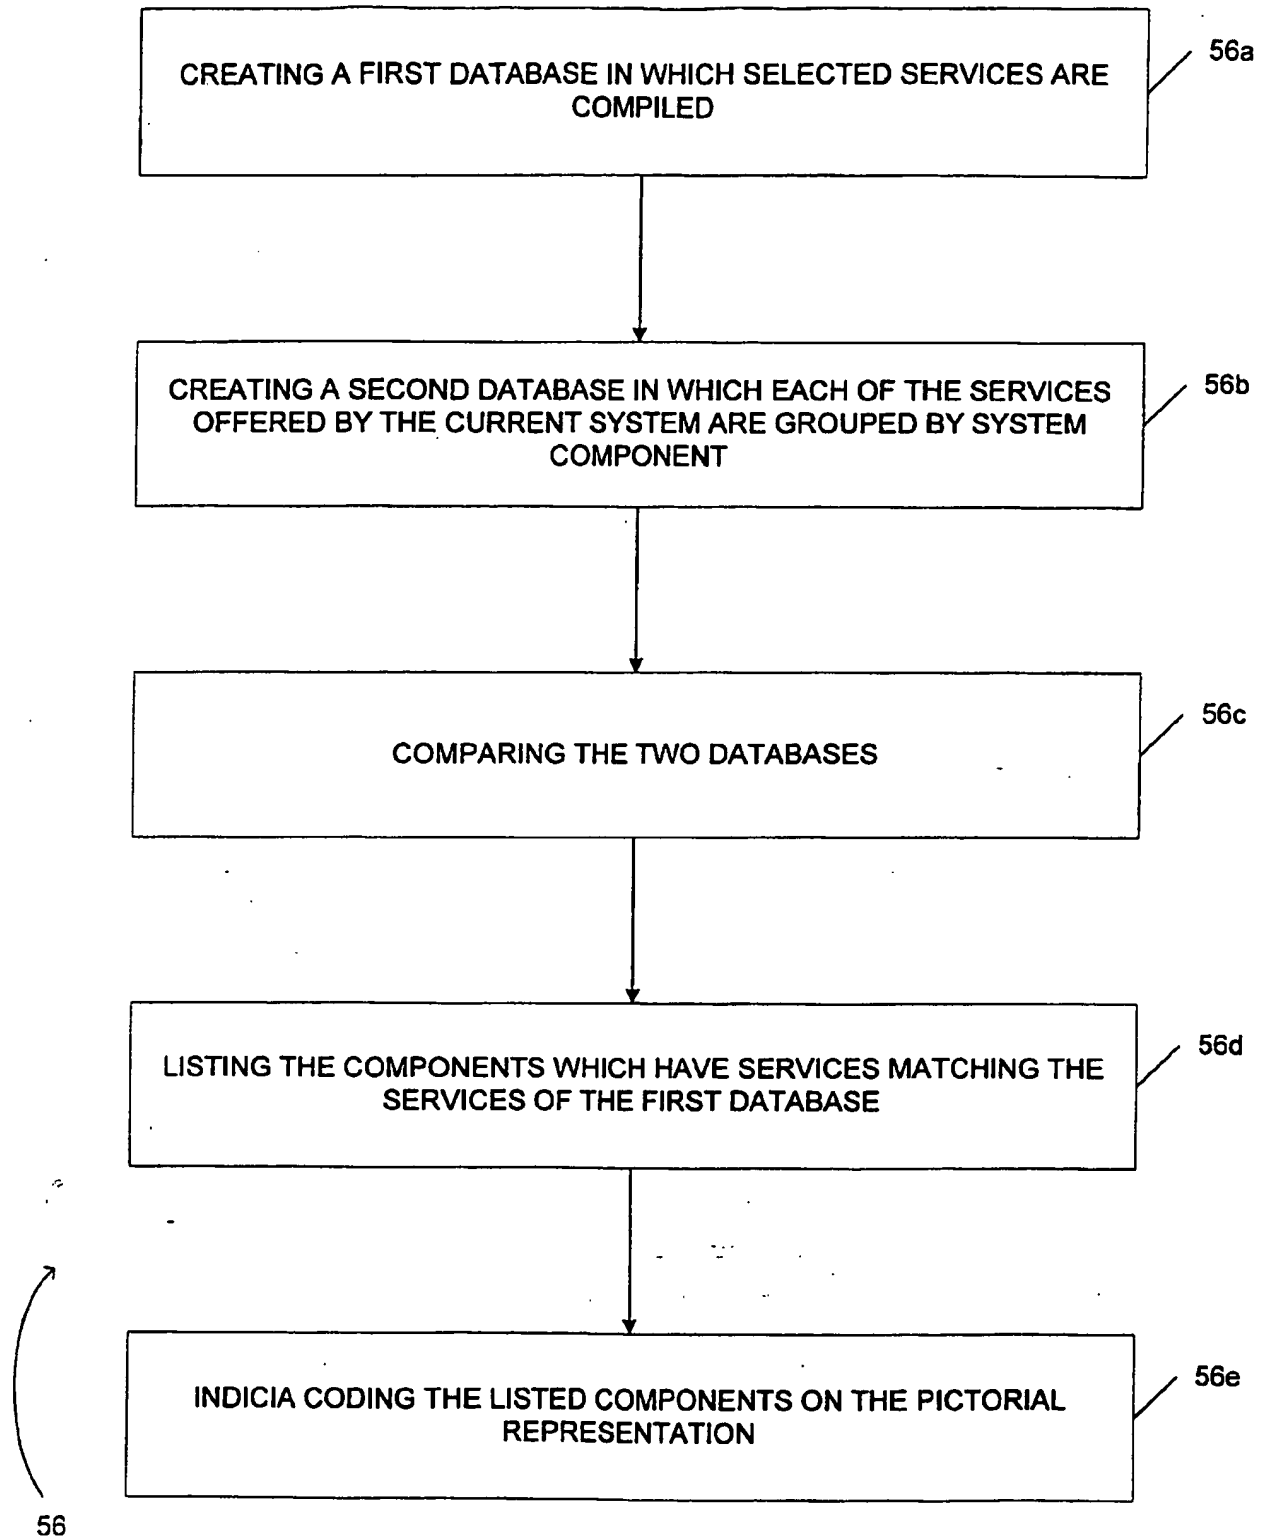 56a
CREATING A FIRST DATABASE IN WHICH SELECTED SERVICES ARE
COMPILED
56b
CREATING A SECOND DATABASE IN WHICH EACH OF THE SERVICES
OFFERED BY THE CURRENT SYSTEM ARE GROUPED BY SYSTEM
COMPONENT
56c
COMPARING THE TWO DATABASES
56d
LISTING THE COMPONENTS WHICH HAVE SERVICES MATCHING THE
SERVICES OF THE FIRST DATABASE
56e
INDICIA CODING THE LISTED COMPONENTS ON THE PICTORIAL
REPRESENTATION
56